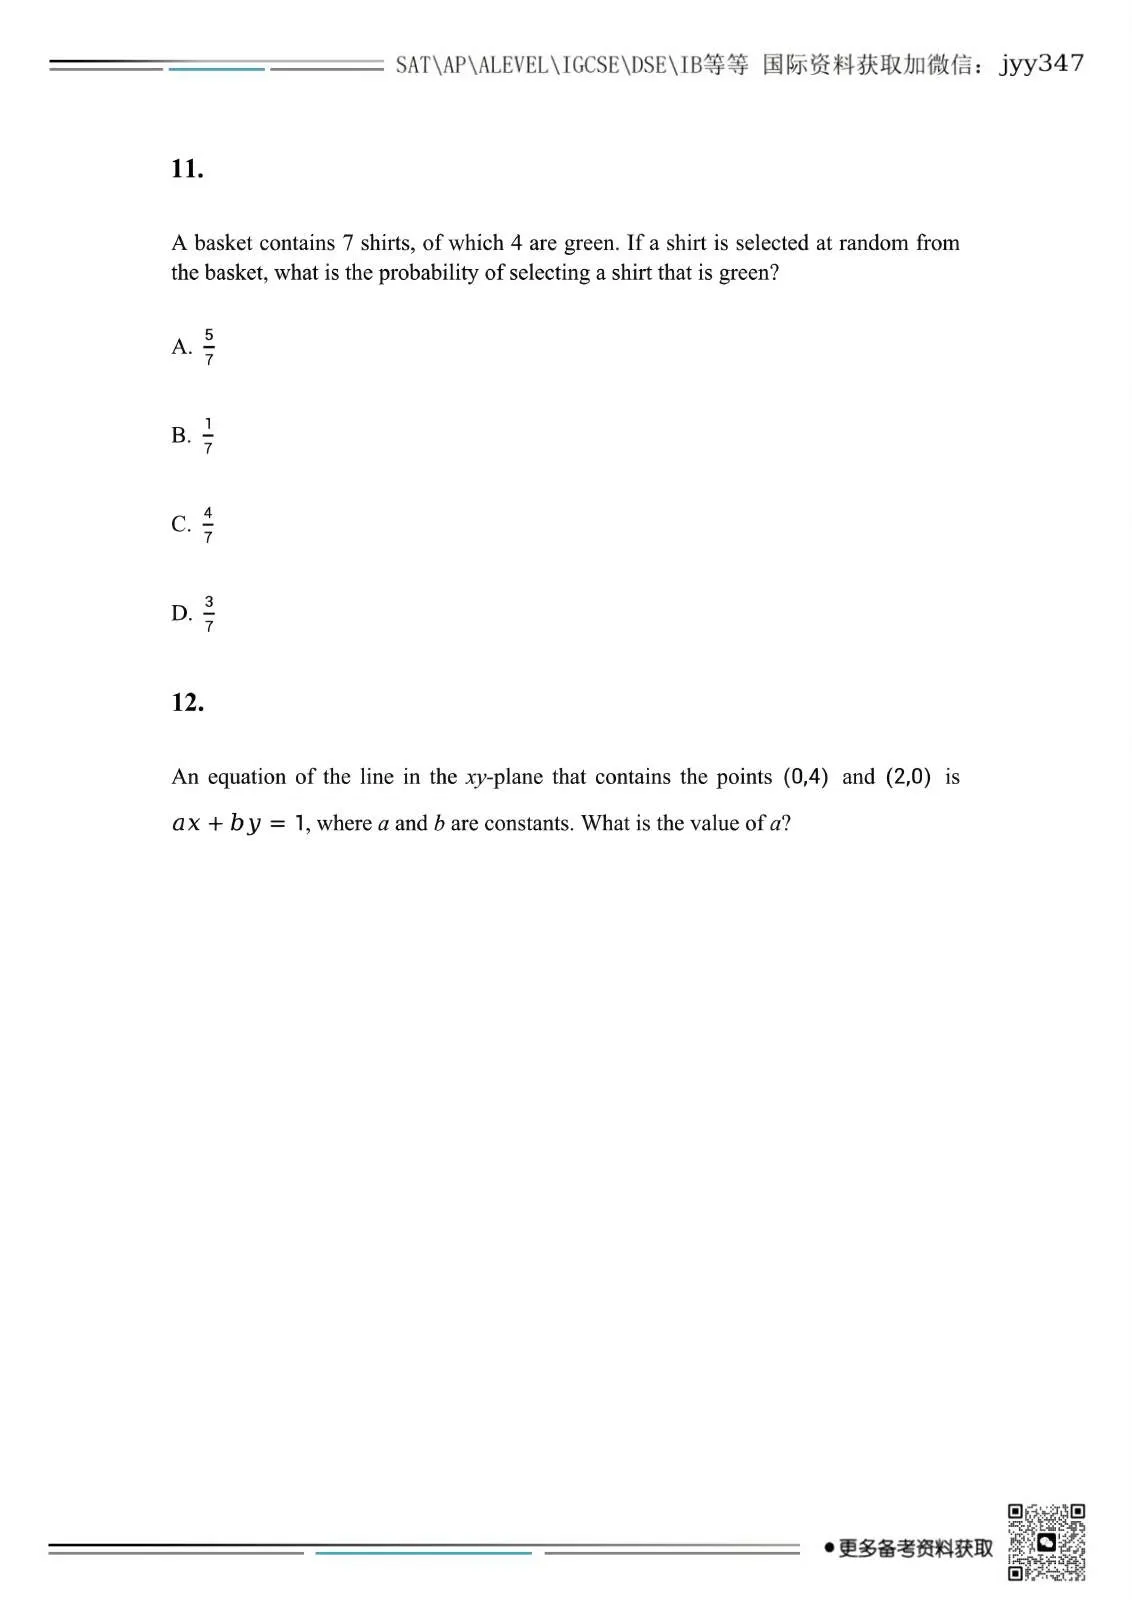 SAT\AP\ALEVEL\IGCSE\DSE\IB等等 国际资料获取加微信： jyy347
11.
A basket contains 7 shirts, of which 4 are green. If a shirt is selected at random from
the basket, what is the probability of selecting a shirt that is green?
A. 5/7
B. 1/7
C. 4/7
D. 3/7
12.
An equation of the line in the xy-plane that contains the points (0,4) and (2,0) is
ax + by = 1, where a and b are constants. What is the value of a?
●更多备考资料获取